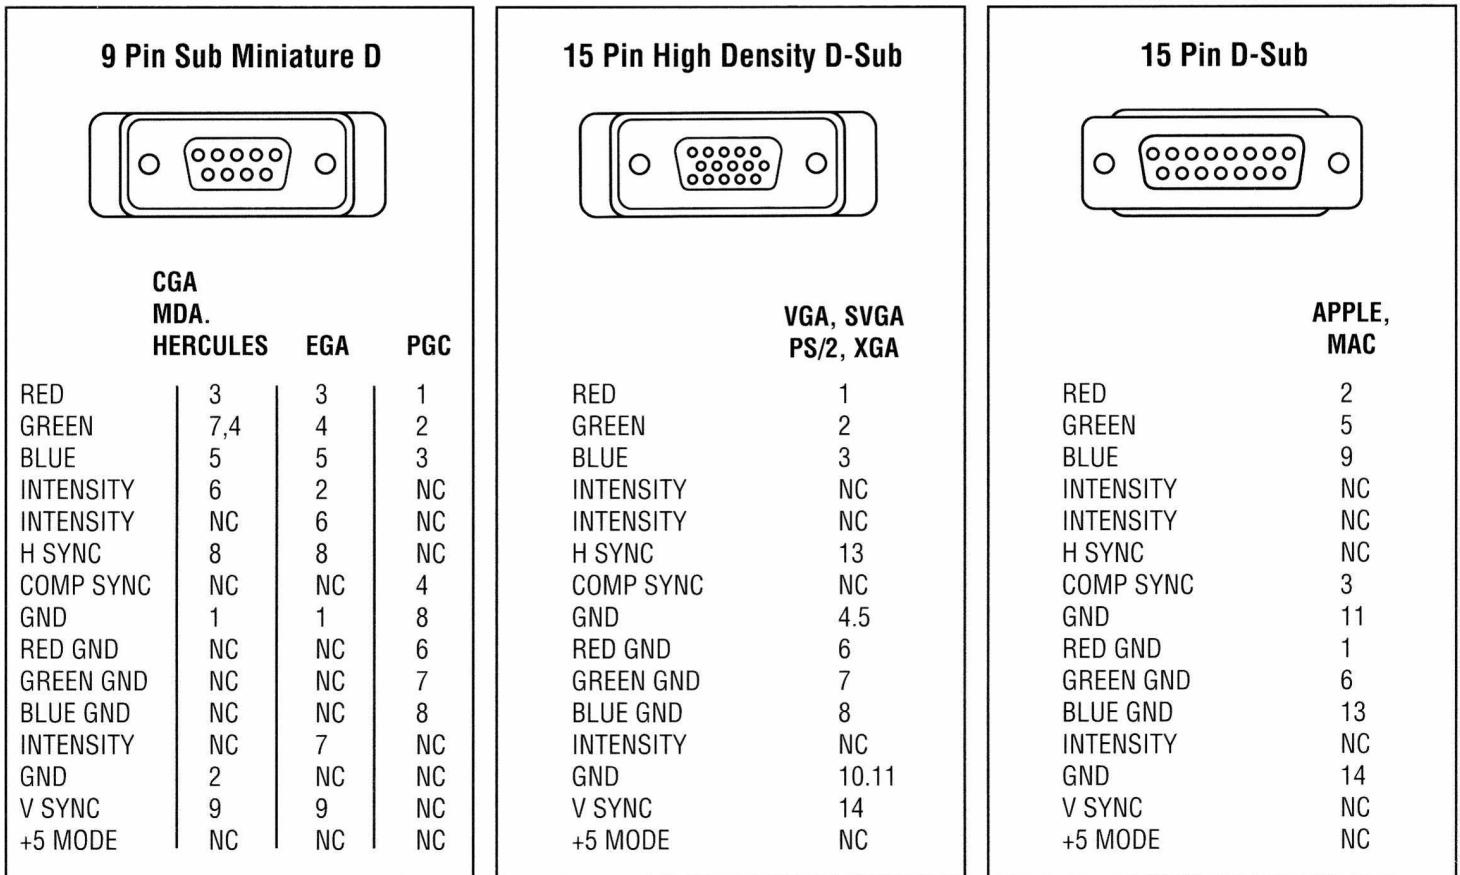 9 Pin Sub Miniature D
CGA
MDA.
HERCULES EGA PGC
RED 3 3 1
GREEN 7,4 4 2
BLUE 5 5 3
INTENSITY 6 2 NC
INTENSITY NC 6 NC
H SYNC 8 8 NC
COMP SYNC NC NC 4
GND 1 1 8
RED GND NC NC 6
GREEN GND NC NC 7
BLUE GND NC NC 8
INTENSITY NC 7 NC
GND 2 NC NC
V SYNC 9 9 NC
+5 MODE NC NC NC
15 Pin High Density D-Sub
VGA, SVGA
PS/2, XGA
RED 1
GREEN 2
BLUE 3
INTENSITY NC
INTENSITY NC
H SYNC 13
COMP SYNC NC
GND 4.5
RED GND 6
GREEN GND 7
BLUE GND 8
INTENSITY NC
GND 10.11
V SYNC 14
+5 MODE NC
15 Pin D-Sub
APPLE,
MAC
RED 2
GREEN 5
BLUE 9
INTENSITY NC
INTENSITY NC
H SYNC NC
COMP SYNC 3
GND 11
RED GND 1
GREEN GND 6
BLUE GND 13
INTENSITY NC
GND 14
V SYNC NC
+5 MODE NC